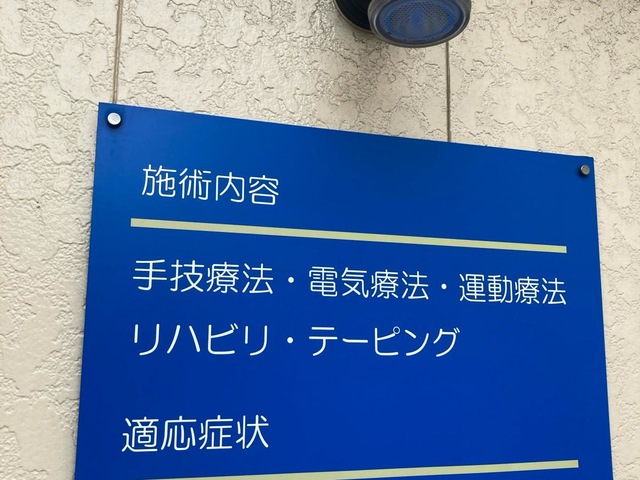 施術内容
手技療法・電気療法・運動療法
リハビリ・テーピング
適応症状